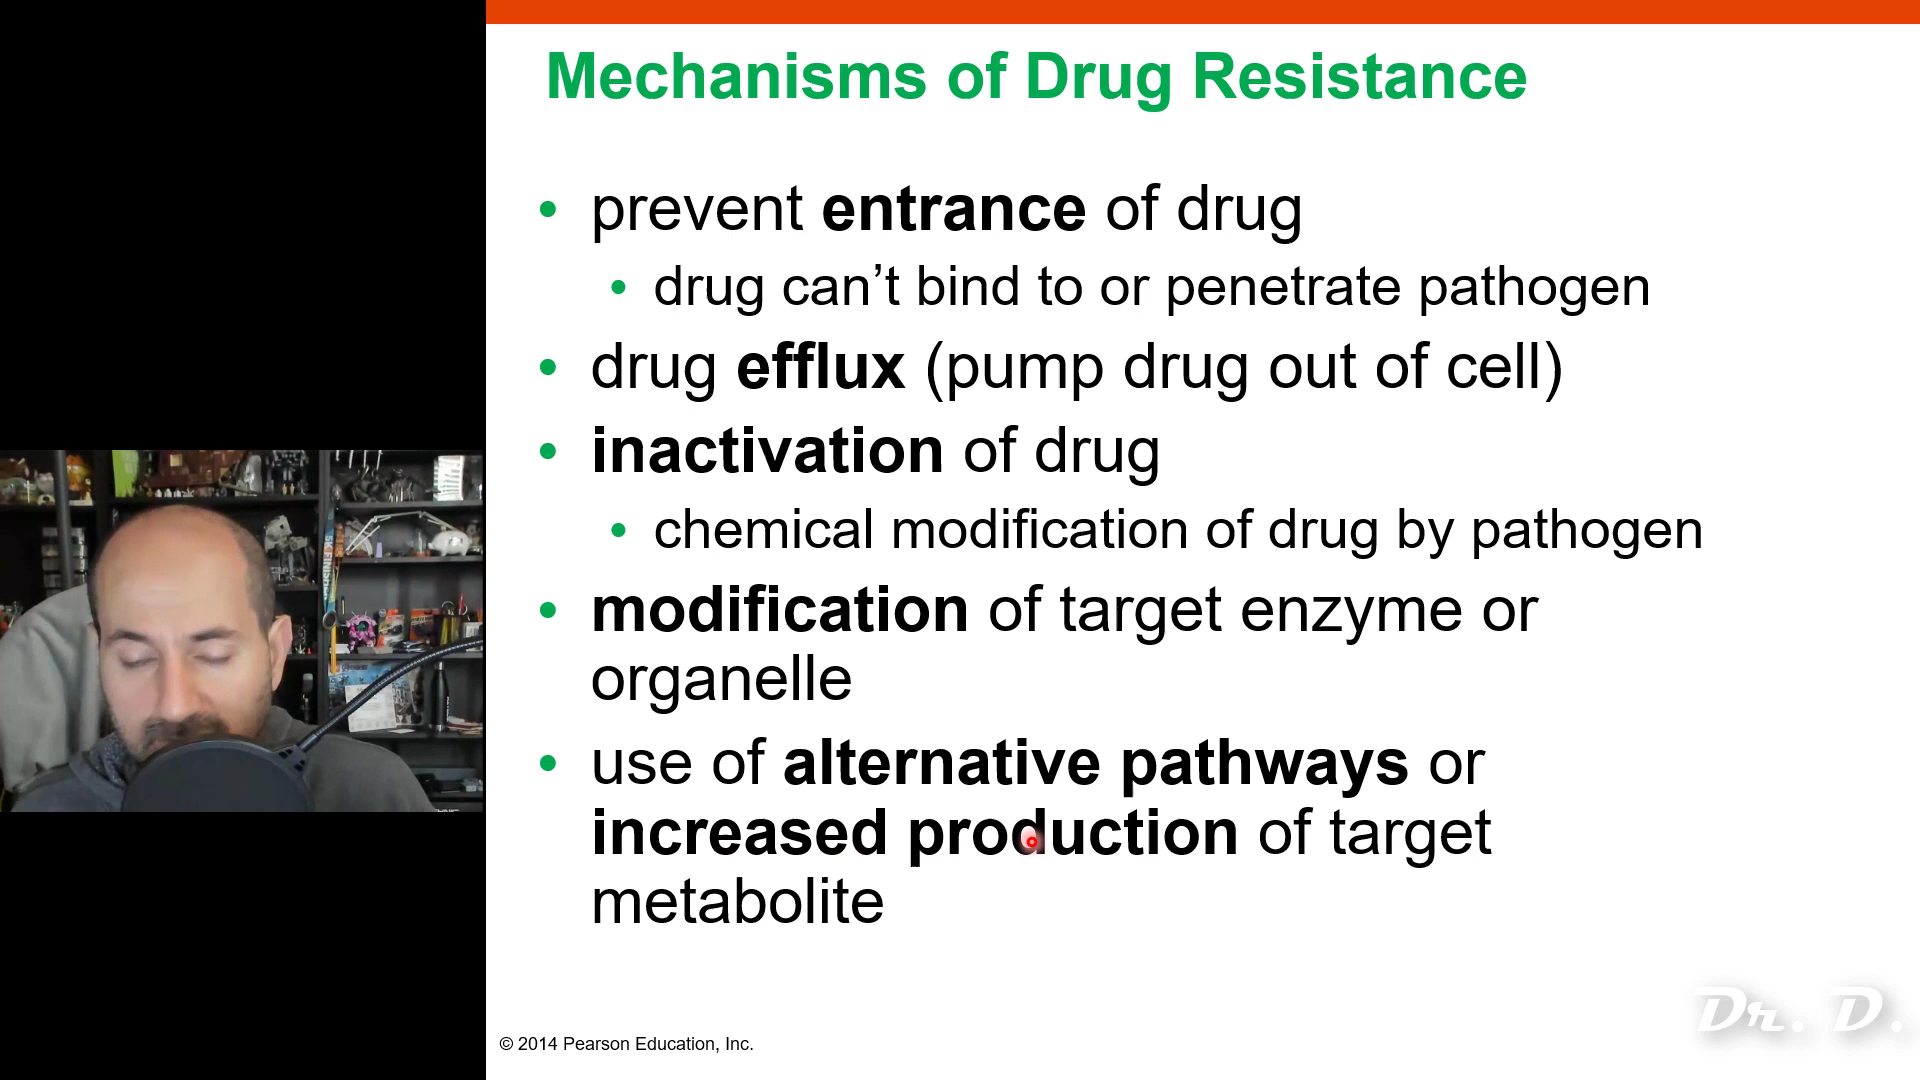 Mechanisms of Drug Resistance
• prevent entrance of drug
• drug can’t bind to or penetrate pathogen
• drug efflux (pump drug out of cell)
• inactivation of drug
• chemical modification of drug by pathogen
• modification of target enzyme or
organelle
• use of alternative pathways or
increased production of target
metabolite
© 2014 Pearson Education, Inc.
Dr. D.